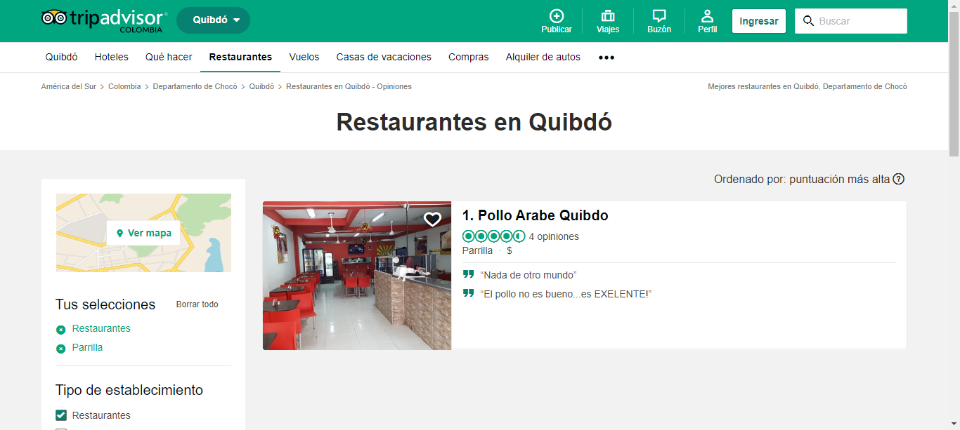 tripadvisor
COLOMBIA
Quibdó
Publicar
Viajes
Buzón
Perfil
Ingresar
Buscar
Quibdó Hoteles Qué hacer Restaurantes Vuelos Casas de vacaciones Compras Alquiler de autos
América del Sur > Colombia > Departamento de Chocó > Quibdó > Restaurantes en Quibdó - Opiniones
Mejores restaurantes en Quibdó, Departamento de Chocó
Restaurantes en Quibdó
Ordenado por: puntuación más alta
Ver mapa
Tus selecciones Borrar todo
Restaurantes
Parrilla
Tipo de establecimiento
Restaurantes
1. Pollo Arabe Quibdo
4 opiniones
Parrilla · $
“Nada de otro mundo”
“El pollo no es bueno...es EXELENTE!”